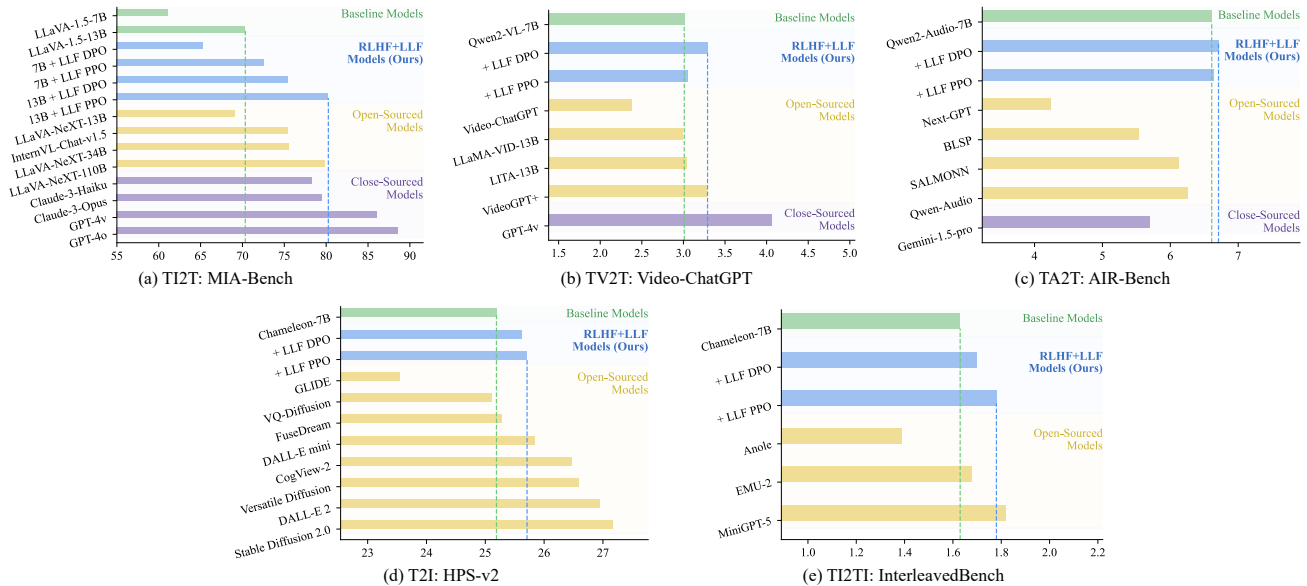 LLaVA-1.5-7B
LLaVA-1.5-13B
7B + LLF DPO
7B + LLF PPO
13B + LLF DPO
13B + LLF PPO
LLaVA-NeXT-13B
InternVL-Chat-v1.5
LLaVA-NeXT-34B
LLaVA-NeXT-110B
Claude-3-Haiku
Claude-3-Opus
GPT-4v
GPT-4o
Baseline Models
RLHF+LLF
Models (Ours)
Open-Sourced
Models
Close-Sourced
Models
55 60 65 70 75 80 85 90
(a) TI2T: MIA-Bench
Qwen2-VL-7B
+ LLF DPO
+ LLF PPO
Video-ChatGPT
LLaMA-VID-13B
LITA-13B
VideoGPT+
GPT-4v
Baseline Models
RLHF+LLF
Models (Ours)
Open-Sourced
Models
Close-Sourced
Models
1.5 2.0 2.5 3.0 3.5 4.0 4.5 5.0
(b) TV2T: Video-ChatGPT
Qwen2-Audio-7B
+ LLF DPO
+ LLF PPO
Next-GPT
BLSP
SALMONN
Qwen-Audio
Gemini-1.5-pro
Baseline Models
RLHF+LLF
Models (Ours)
Open-Sourced
Models
Close-Sourced
Models
4 5 6 7
(c) TA2T: AIR-Bench
Chameleon-7B
+ LLF DPO
+ LLF PPO
GLIDE
VQ-Diffusion
FuseDream
DALL-E mini
CogView-2
Versatile Diffusion
DALL-E 2
Stable Diffusion 2.0
Baseline Models
RLHF+LLF
Models (Ours)
Open-Sourced
Models
23 24 25 26 27
(d) T2I: HPS-v2
Chameleon-7B
+ LLF DPO
+ LLF PPO
Anole
EMU-2
MiniGPT-5
Baseline Models
RLHF+LLF
Models (Ours)
Open-Sourced
Models
1.0 1.2 1.4 1.6 1.8 2.0 2.2
(e) TI2TI: InterleavedBench